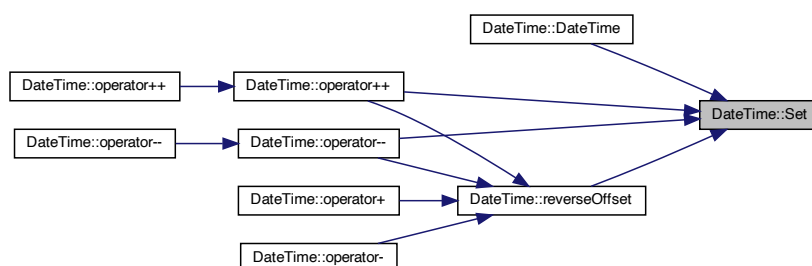 DateTime::DateTime
DateTime::operator++
DateTime::operator++
DateTime::Set
DateTime::operator--
DateTime::operator--
DateTime::operator+
DateTime::reverseOffset
DateTime::operator-